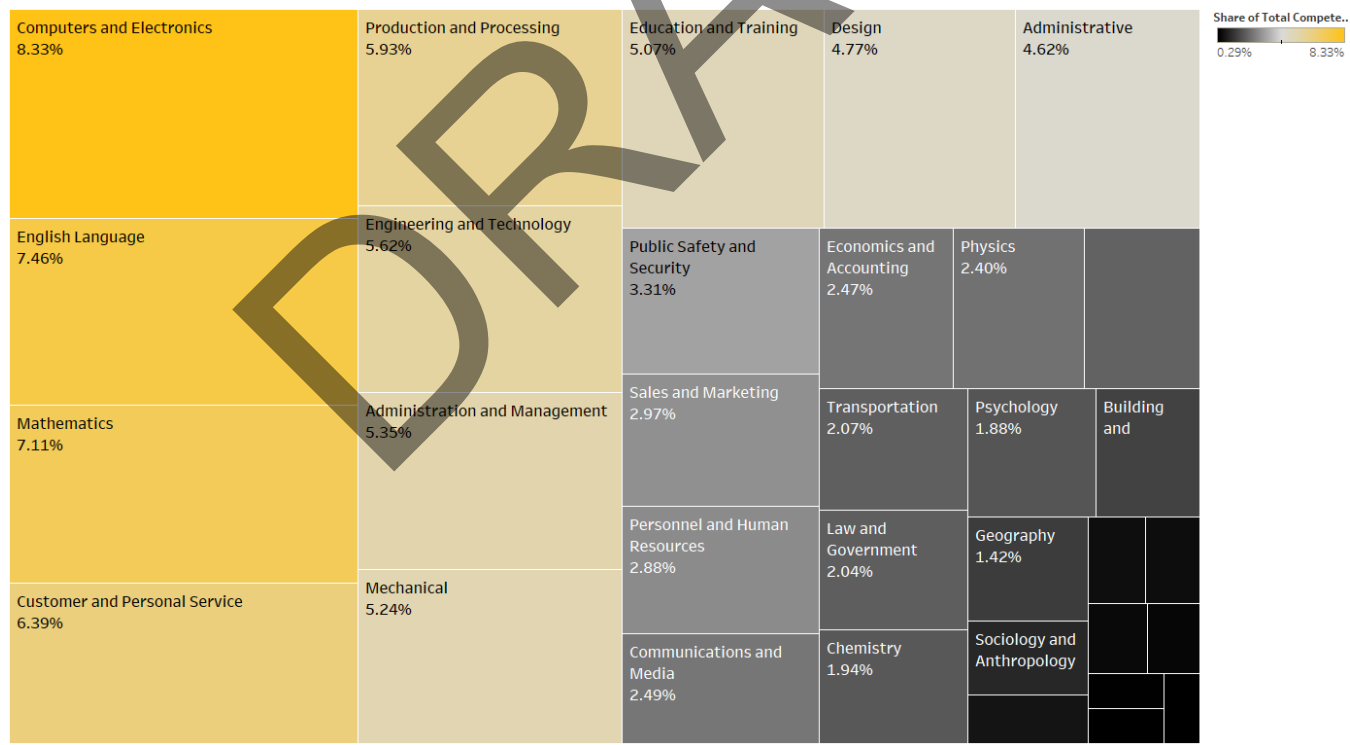 Computers and Electronics
8.33%
English Language
7.46%
Mathematics
7.11%
Customer and Personal Service
6.39%
Production and Processing
5.93%
Engineering and Technology
5.62%
Administration and Management
5.35%
Mechanical
5.24%
Education and Training
5.07%
Design
4.77%
Administrative
4.62%
Public Safety and
Security
3.31%
Sales and Marketing
2.97%
Personnel and Human
Resources
2.88%
Communications and
Media
2.49%
Economics and
Accounting
2.47%
Physics
2.40%
Transportation
2.07%
Law and
Government
2.04%
Chemistry
1.94%
Psychology
1.88%
Building
and
Geography
1.42%
Sociology and
Anthropology
Share of Total Compete..
0.29% 8.33%
DRA